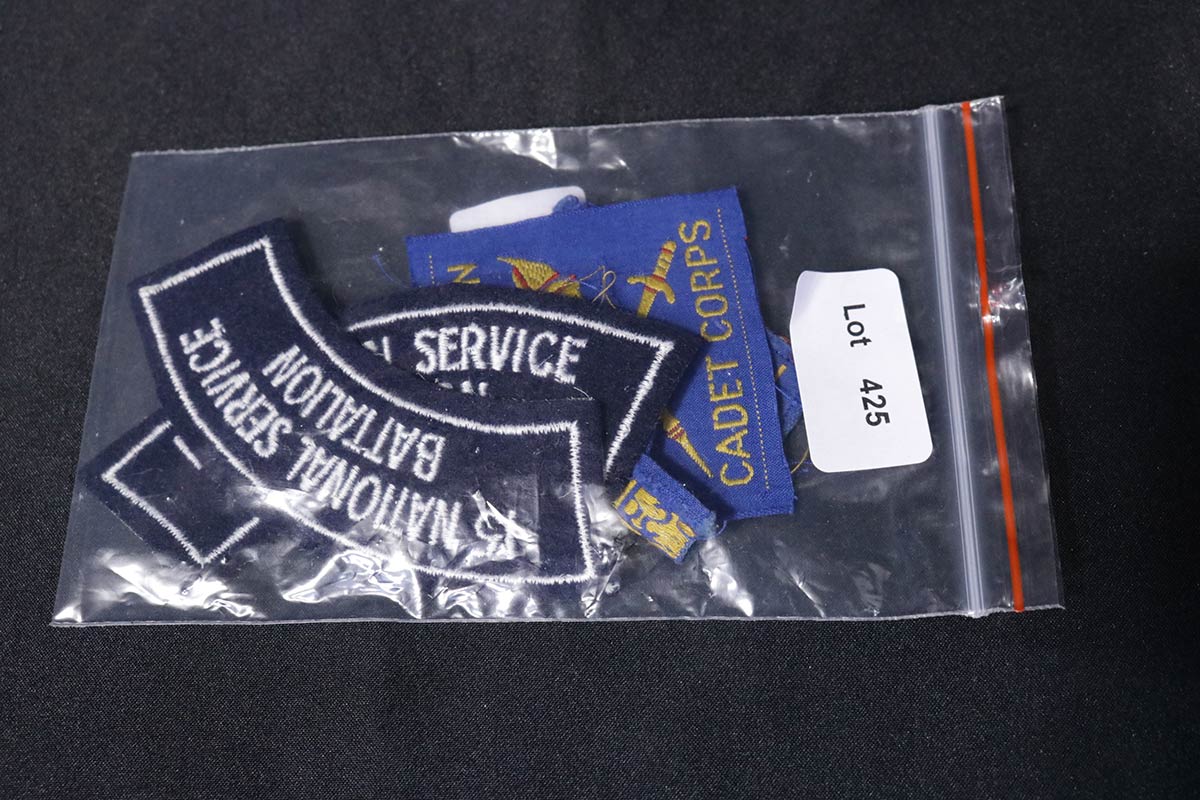 15 NATIONAL SERVICE
BATTALION
SERVICE
CADET CORPS
Lot 425